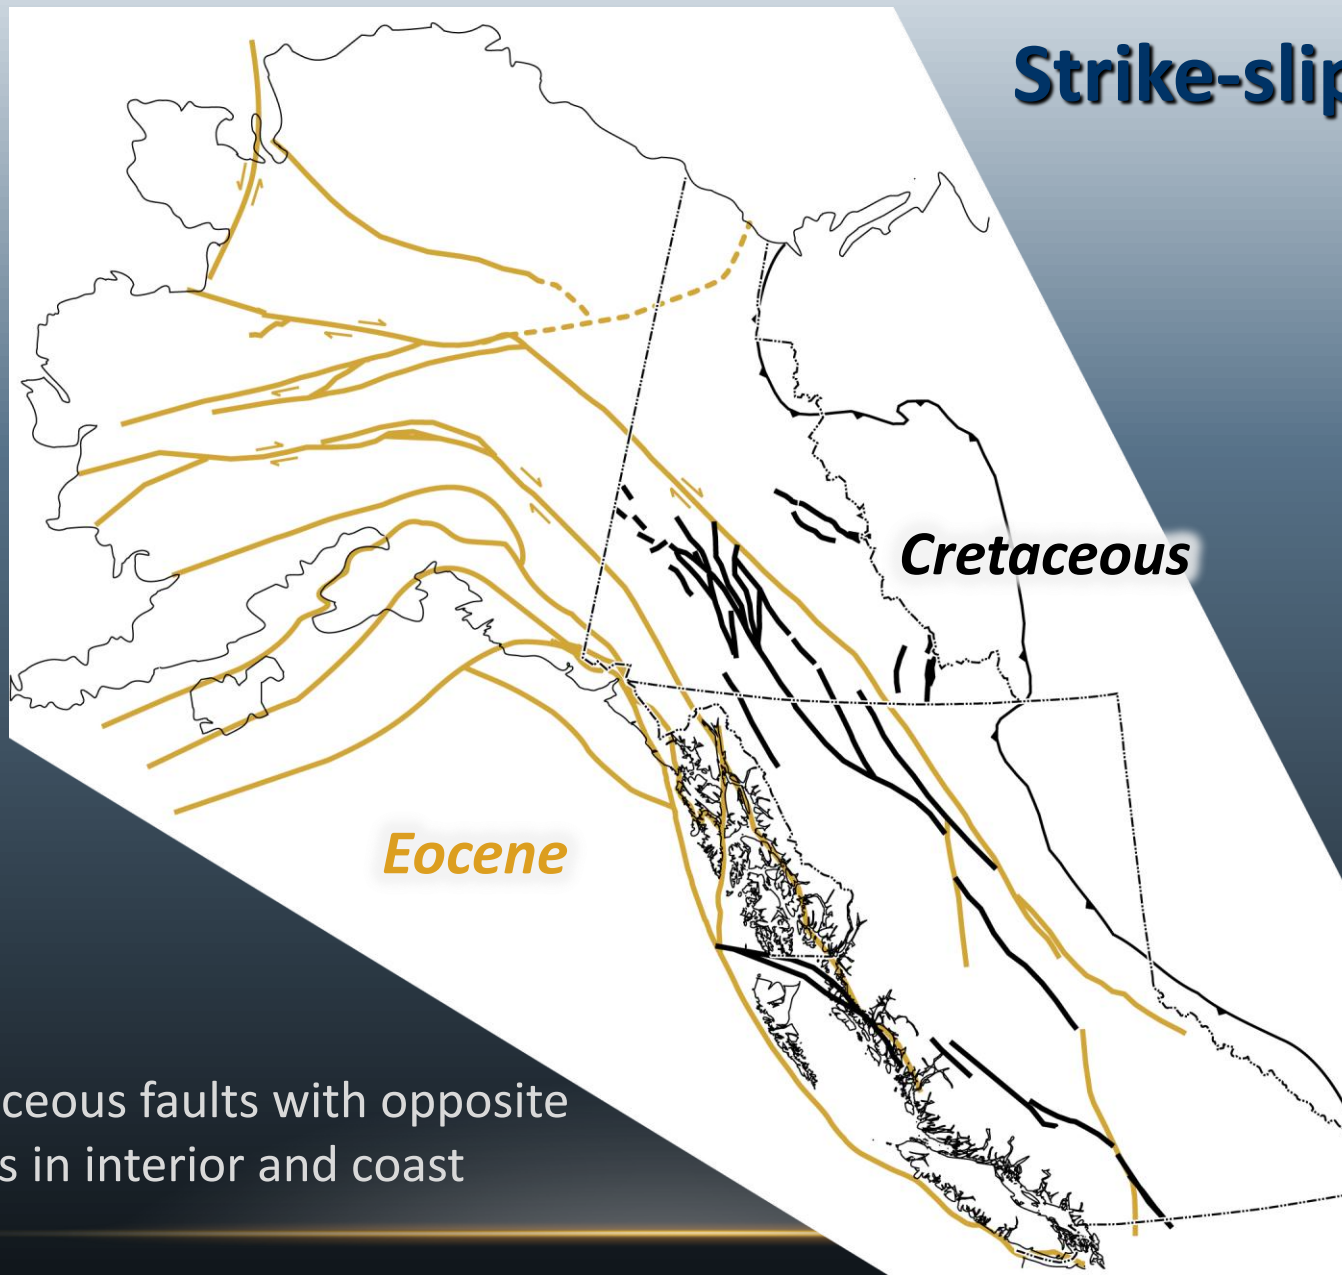 Strike-slip
Cretaceous
Eocene
ceous faults with opposite
s in interior and coast